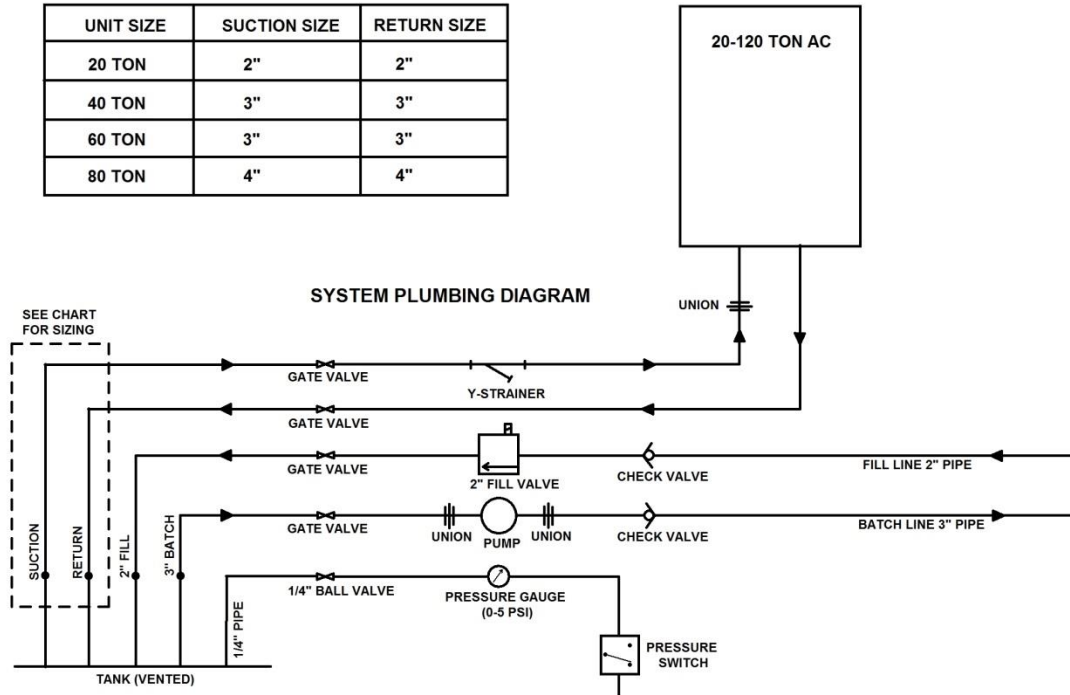 UNIT SIZE SUCTION SIZE RETURN SIZE
20 TON 2" 2"
40 TON 3" 3"
60 TON 3" 3"
80 TON 4" 4"
20-120 TON AC
SYSTEM PLUMBING DIAGRAM
UNION
SEE CHART
FOR SIZING
GATE VALVE
Y-STRAINER
GATE VALVE
GATE VALVE
2" FILL VALVE
CHECK VALVE
FILL LINE 2" PIPE
GATE VALVE
UNION
PUMP
UNION
CHECK VALVE
BATCH LINE 3" PIPE
SUCTION
RETURN
2" FILL
3" BATCH
1/4" PIPE
1/4" BALL VALVE
PRESSURE GAUGE
(0-5 PSI)
PRESSURE
SWITCH
TANK (VENTED)